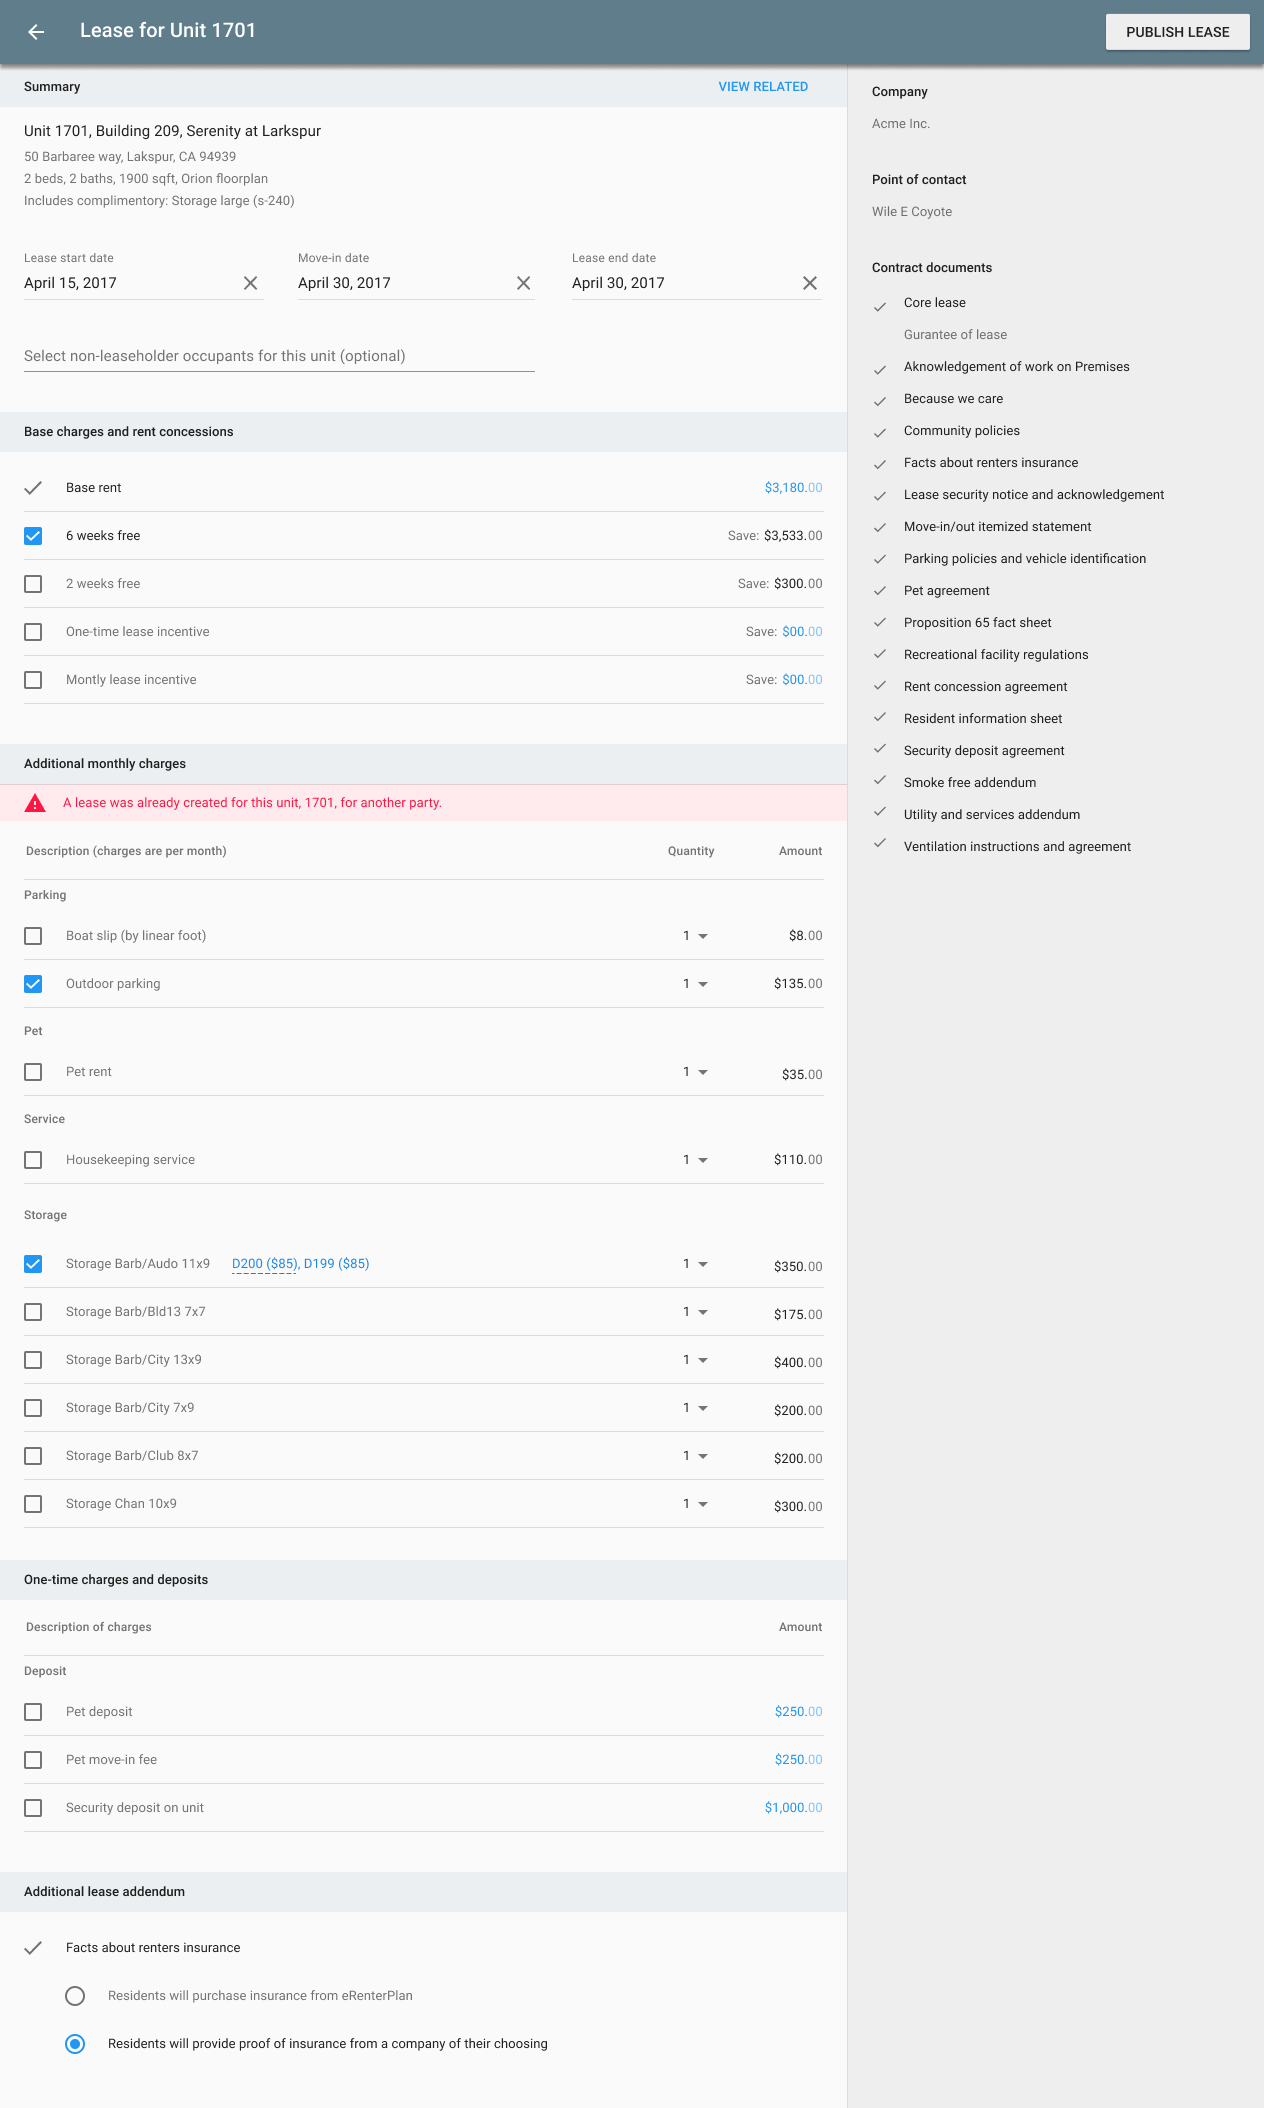 Lease for Unit 1701
PUBLISH LEASE
Summary
VIEW RELATED
Unit 1701, Building 209, Serenity at Larkspur
50 Barbaree way, Lakspur, CA 94939
2 beds, 2 baths, 1900 sqft, Orion floorplan
Includes complimentory: Storage large (s-240)
Lease start date
April 15, 2017
Move-in date
April 30, 2017
Lease end date
April 30, 2017
Select non-leaseholder occupants for this unit (optional)
Base charges and rent concessions
Base rent $3,180.00
6 weeks free Save: $3,533.00
2 weeks free Save: $300.00
One-time lease incentive Save: $00.00
Montly lease incentive Save: $00.00
Additional monthly charges
A lease was already created for this unit, 1701, for another party.
Description (charges are per month) Quantity Amount
Parking
Boat slip (by linear foot) 1 $8.00
Outdoor parking 1 $135.00
Pet
Pet rent 1 $35.00
Service
Housekeeping service 1 $110.00
Storage
Storage Barb/Audo 11x9 D200 ($85), D199 ($85) 1 $350.00
Storage Barb/Bld13 7x7 1 $175.00
Storage Barb/City 13x9 1 $400.00
Storage Barb/City 7x9 1 $200.00
Storage Barb/Club 8x7 1 $200.00
Storage Chan 10x9 1 $300.00
One-time charges and deposits
Description of charges Amount
Deposit
Pet deposit $250.00
Pet move-in fee $250.00
Security deposit on unit $1,000.00
Additional lease addendum
Facts about renters insurance
Residents will purchase insurance from eRenterPlan
Residents will provide proof of insurance from a company of their choosing
Company
Acme Inc.
Point of contact
Wile E Coyote
Contract documents
Core lease
Gurantee of lease
Aknowledgement of work on Premises
Because we care
Community policies
Facts about renters insurance
Lease security notice and acknowledgement
Move-in/out itemized statement
Parking policies and vehicle identification
Pet agreement
Proposition 65 fact sheet
Recreational facility regulations
Rent concession agreement
Resident information sheet
Security deposit agreement
Smoke free addendum
Utility and services addendum
Ventilation instructions and agreement